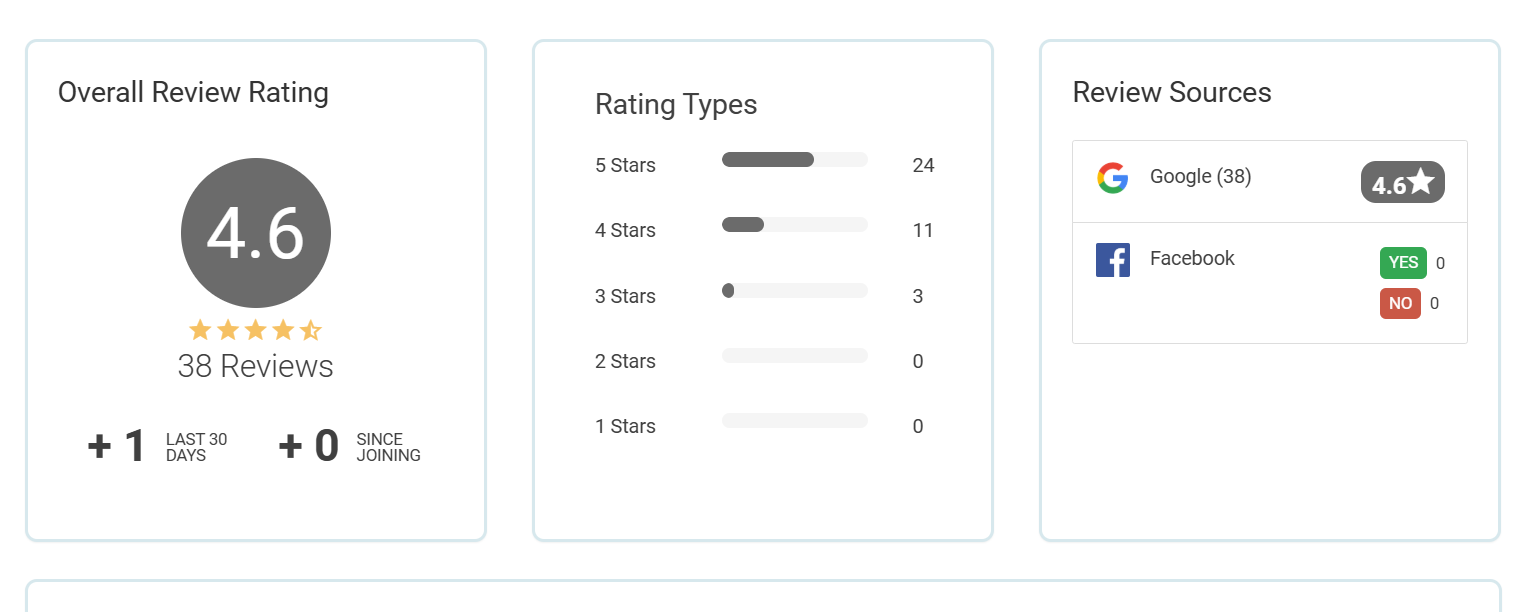 Overall Review Rating
4.6
38 Reviews
+ 1 LAST 30 DAYS
+ 0 SINCE JOINING
Rating Types
5 Stars 24
4 Stars 11
3 Stars 3
2 Stars 0
1 Stars 0
Review Sources
Google (38) 4.6
Facebook YES 0
NO 0